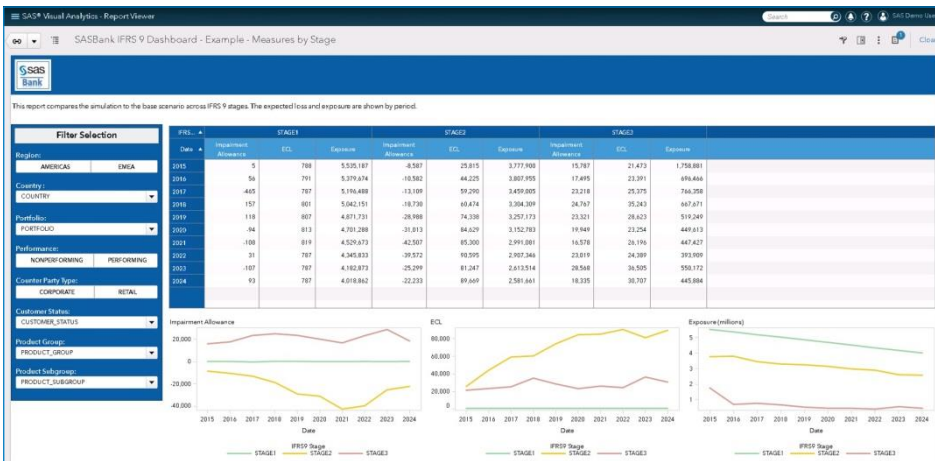 SAS® Visual Analytics - Report Viewer
Search
SAS Demo Use
SASBank IFRS 9 Dashboard - Example - Measures by Stage
1
Clos
Ssas
Bank
This report compares the simulation to the base scenario across IFRS 9 stages. The expected loss and exposure are shown by period.
Filter Selection
Region:
AMERICAS EMEA
Country:
COUNTRY
Portfolio:
PORTFOLIO
Performance:
NONPERFORMING PERFORMING
Counter Party Type:
CORPORATE RETAIL
Customer Status:
CUSTOMER_STATUS
Product Group:
PRODUCT_GROUP
Product Subgroup:
PRODUCT_SUBGROUP
IFRS... STAGE1 STAGE2 STAGE3
Date Impairment Allowance ECL Exposure Impairment Allowance ECL Exposure Impairment Allowance ECL Exposure
2015 5 788 5,535,187 -8,587 25,815 3,777,900 15,787 21,473 1,758,881
2016 56 791 5,379,674 -10,582 44,225 3,807,955 17,495 23,391 696,466
2017 -465 787 5,196,488 -13,109 59,290 3,459,005 23,218 25,375 766,358
2018 157 801 5,042,151 -18,730 60,474 3,304,309 24,767 35,243 667,671
2019 118 807 4,871,731 -28,988 74,338 3,257,173 23,321 28,623 519,249
2020 -94 813 4,701,288 -31,013 84,629 3,152,783 19,949 23,254 449,613
2021 -108 819 4,529,673 -42,507 85,300 2,991,081 16,578 26,196 447,427
2022 31 787 4,345,833 -39,572 90,595 2,907,346 23,019 24,389 393,909
2023 -107 787 4,182,873 -25,299 81,247 2,613,514 28,568 36,505 550,172
2024 93 787 4,018,862 -22,233 89,669 2,581,661 18,335 30,707 445,884
Impairment Allowance
20,000
0
-20,000
-40,000
2015 2016 2017 2018 2019 2020 2021 2022 2023 2024
Date
IFRS9 Stage
STAGE1 STAGE2 STAGE3
ECL
80,000
60,000
40,000
20,000
0
2015 2016 2017 2018 2019 2020 2021 2022 2023 2024
Date
IFRS9 Stage
STAGE1 STAGE2 STAGE3
Exposure (millions)
5
4
3
2
1
2015 2016 2017 2018 2019 2020 2021 2022 2023 2024
Date
IFRS9 Stage
STAGE1 STAGE2 STAGE3